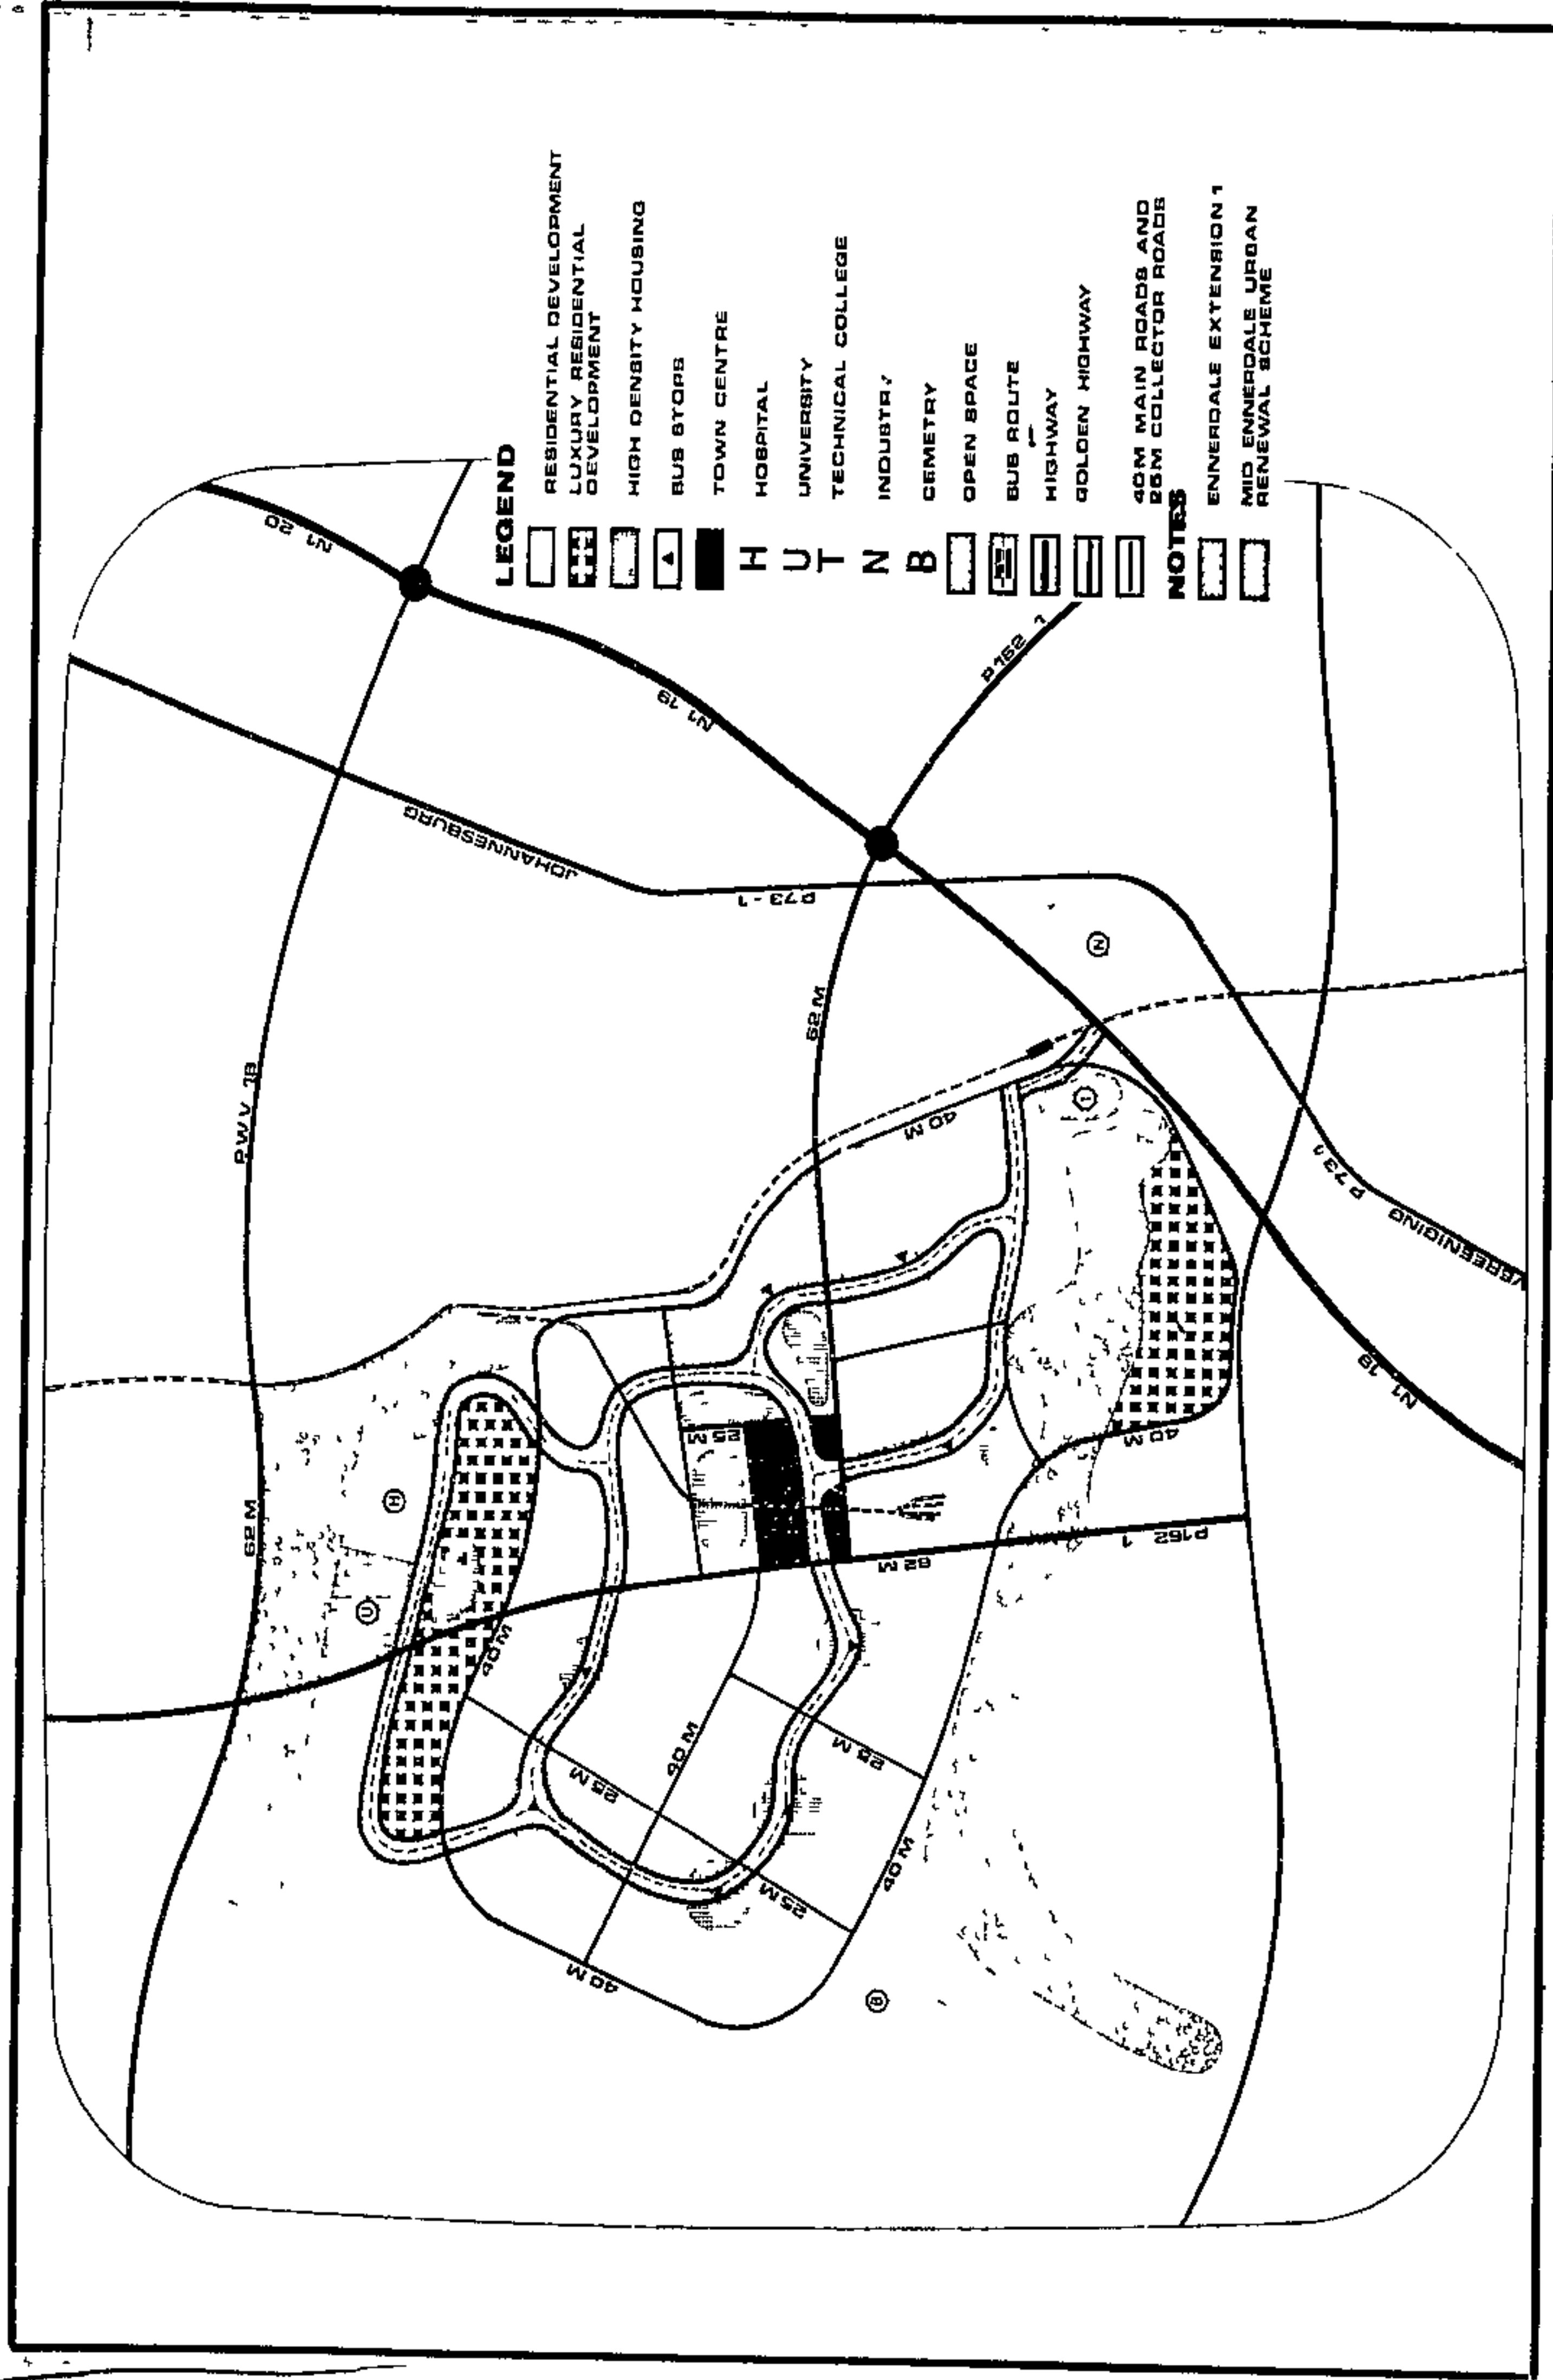 LEGEND
RESIDENTIAL DEVELOPMENT
LUXURY RESIDENTIAL
DEVELOPMENT
HIGH DENSITY HOUSING
BUS STOPS
TOWN CENTRE
H HOSPITAL
U UNIVERSITY
T TECHNICAL COLLEGE
N INDUSTRY
B CEMETRY
OPEN SPACE
BUS ROUTE
HIGHWAY
GOLDEN HIGHWAY
40M MAIN ROADS AND
25M COLLECTOR ROADS
NOTES
ENNERDALE EXTENSION 1
MID ENNERDALE URBAN
RENEWAL SCHEME
N1 20
N1 19
N1 18
JOHANNESBURG
P73-1
P 73 1
VEREENIGING
P162 1
P162 1
PWV 18
62 M
62 M
62 M
40 M
40 M
40 M
40 M
40 M
40 M
25 M
25 M
25 M
25 M
H
U
N
1
B